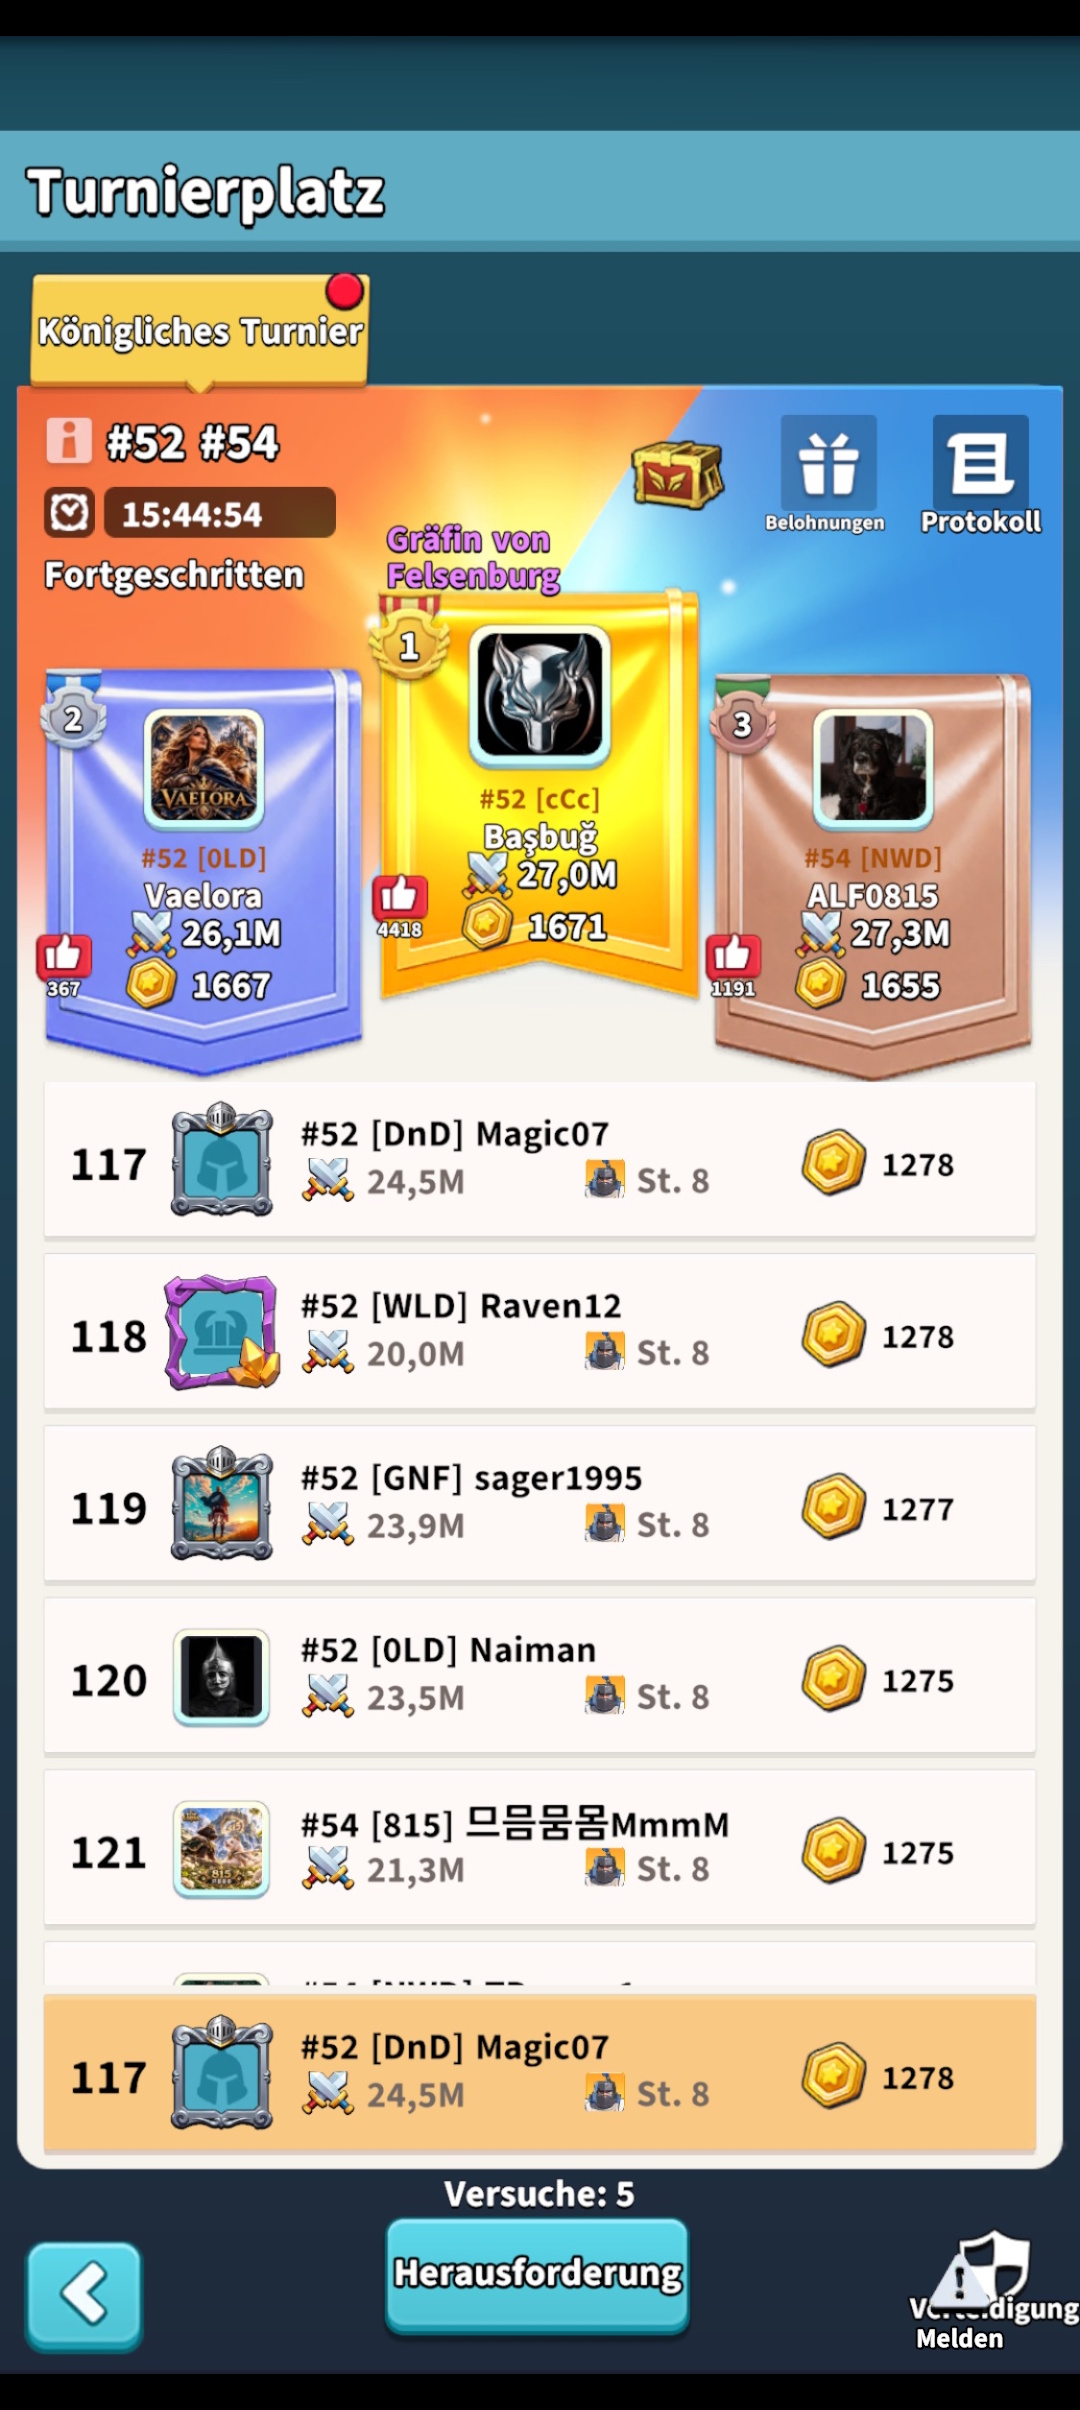 Turnierplatz
Königliches Turnier
#52 #54
15:44:54
Fortgeschritten
Belohnungen
Protokoll
Gräfin von
Felsenburg
1
#52 [cCc]
Başbuğ
27,0M
1671
4418
2
VAELORA
#52 [0LD]
Vaelora
26,1M
1667
367
3
#54 [NWD]
ALF0815
27,3M
1655
1191
117 #52 [DnD] Magic07
24,5M St. 8 1278
118 #52 [WLD] Raven12
20,0M St. 8 1278
119 #52 [GNF] sager1995
23,9M St. 8 1277
120 #52 [0LD] Naiman
23,5M St. 8 1275
121 #54 [815] 므믐뭄몸MmmM
21,3M St. 8 1275
117 #52 [DnD] Magic07
24,5M St. 8 1278
Versuche: 5
Herausforderung
Melden